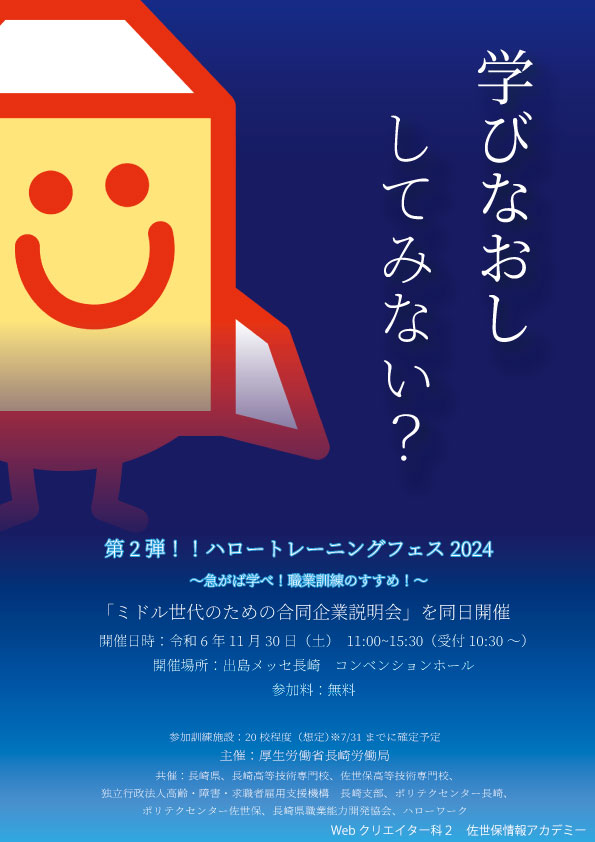 学びなおし
してみない？
第2弾！！ハロートレーニングフェス 2024
～急がば学べ！職業訓練のすすめ！～
「ミドル世代のための合同企業説明会」を同日開催
開催日時：令和6年11月30日（土） 11:00~15:30（受付 10:30～）
開催場所：出島メッセ長崎　コンベンションホール
参加料：無料
参加訓練施設：20校程度（想定）※7/31までに確定予定
主催：厚生労働省長崎労働局
共催：長崎県、長崎高等技術専門校、佐世保高等技術専門校、
独立行政法人高齢・障害・求職者雇用支援機構　長崎支部、ポリテクセンター長崎、
ポリテクセンター佐世保、長崎県職業能力開発協会、ハローワーク
Webクリエイター科2　佐世保情報アカデミー